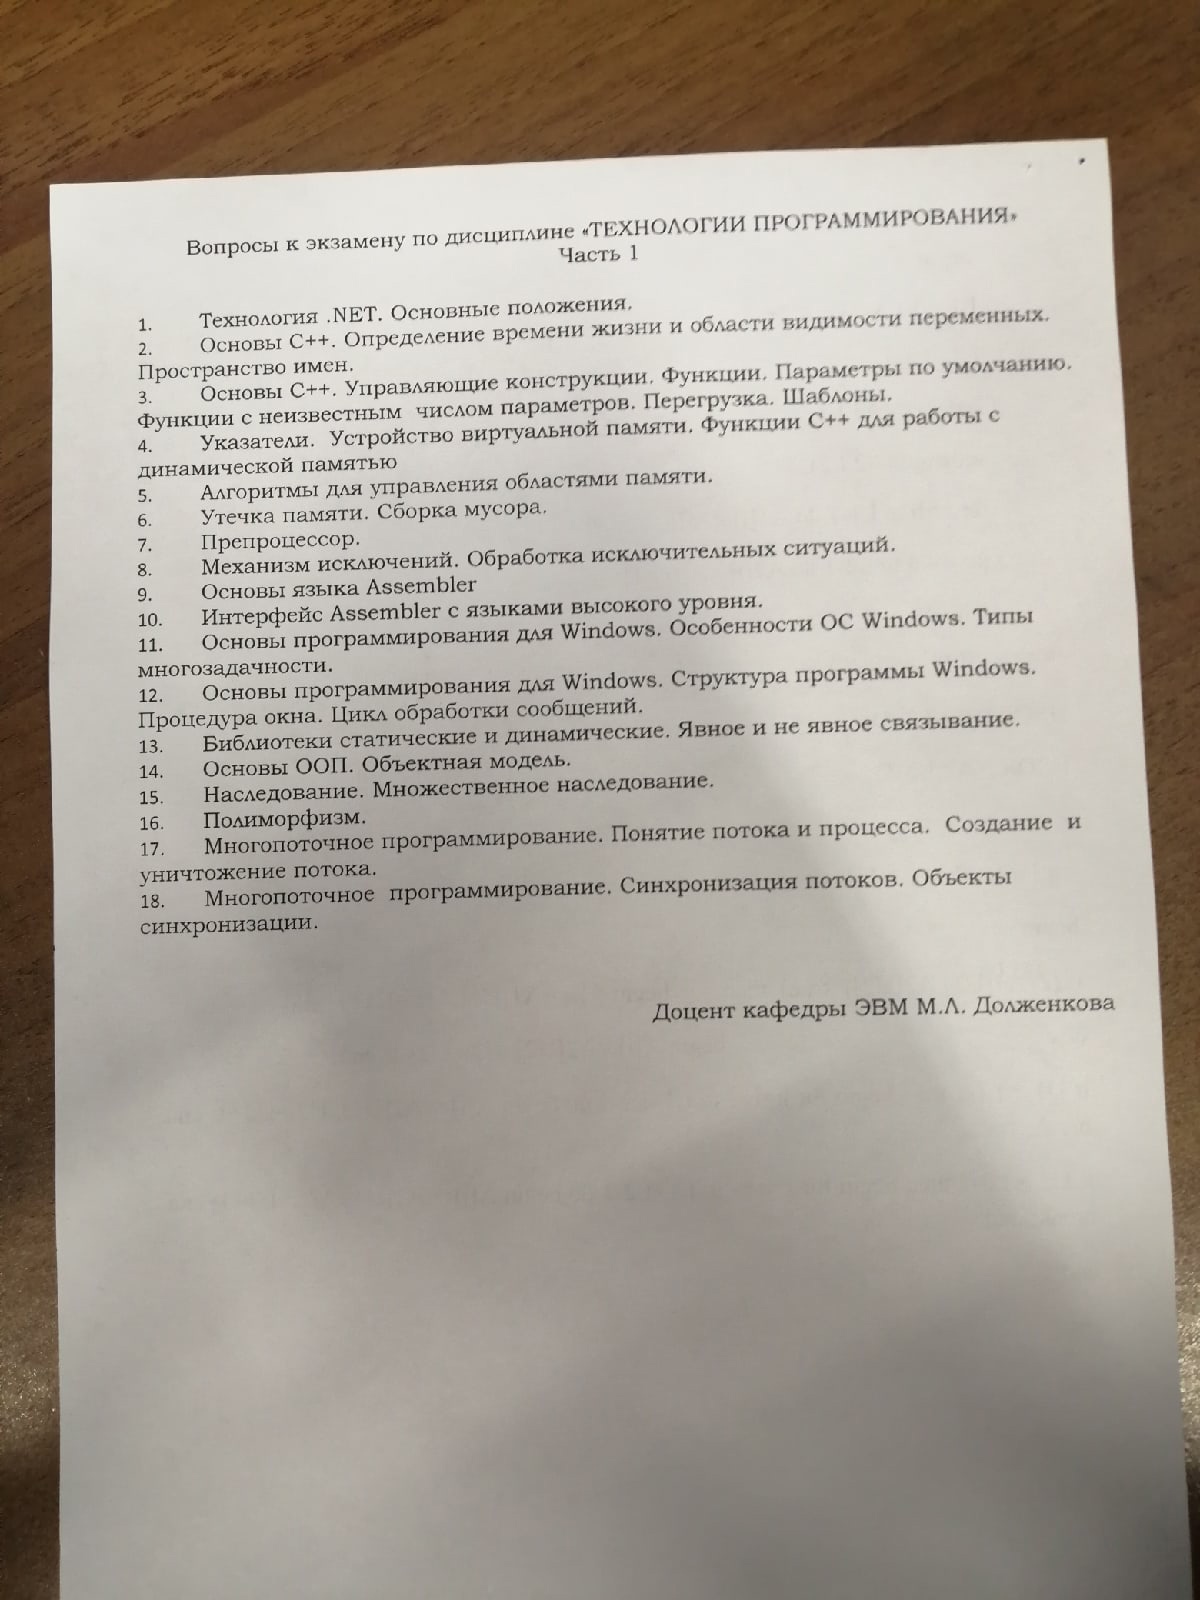 Вопросы к экзамену по дисциплине «ТЕХНОЛОГИИ ПРОГРАММИРОВАНИЯ»
Часть 1
1. Технология .NET. Основные положения.
2. Основы С++. Определение времени жизни и области видимости переменных.
Пространство имен.
3. Основы С++. Управляющие конструкции. Функции. Параметры по умолчанию.
Функции с неизвестным числом параметров. Перегрузка. Шаблоны.
4. Указатели. Устройство виртуальной памяти. Функции С++ для работы с
динамической памятью
5. Алгоритмы для управления областями памяти.
6. Утечка памяти. Сборка мусора.
7. Препроцессор.
8. Механизм исключений. Обработка исключительных ситуаций.
9. Основы языка Assembler
10. Интерфейс Assembler с языками высокого уровня.
11. Основы программирования для Windows. Особенности ОС Windows. Типы
многозадачности.
12. Основы программирования для Windows. Структура программы Windows.
Процедура окна. Цикл обработки сообщений.
13. Библиотеки статические и динамические. Явное и не явное связывание.
14. Основы ООП. Объектная модель.
15. Наследование. Множественное наследование.
16. Полиморфизм.
17. Многопоточное программирование. Понятие потока и процесса. Создание и
уничтожение потока.
18. Многопоточное программирование. Синхронизация потоков. Объекты
синхронизации.
Доцент кафедры ЭВМ М.Л. Долженкова